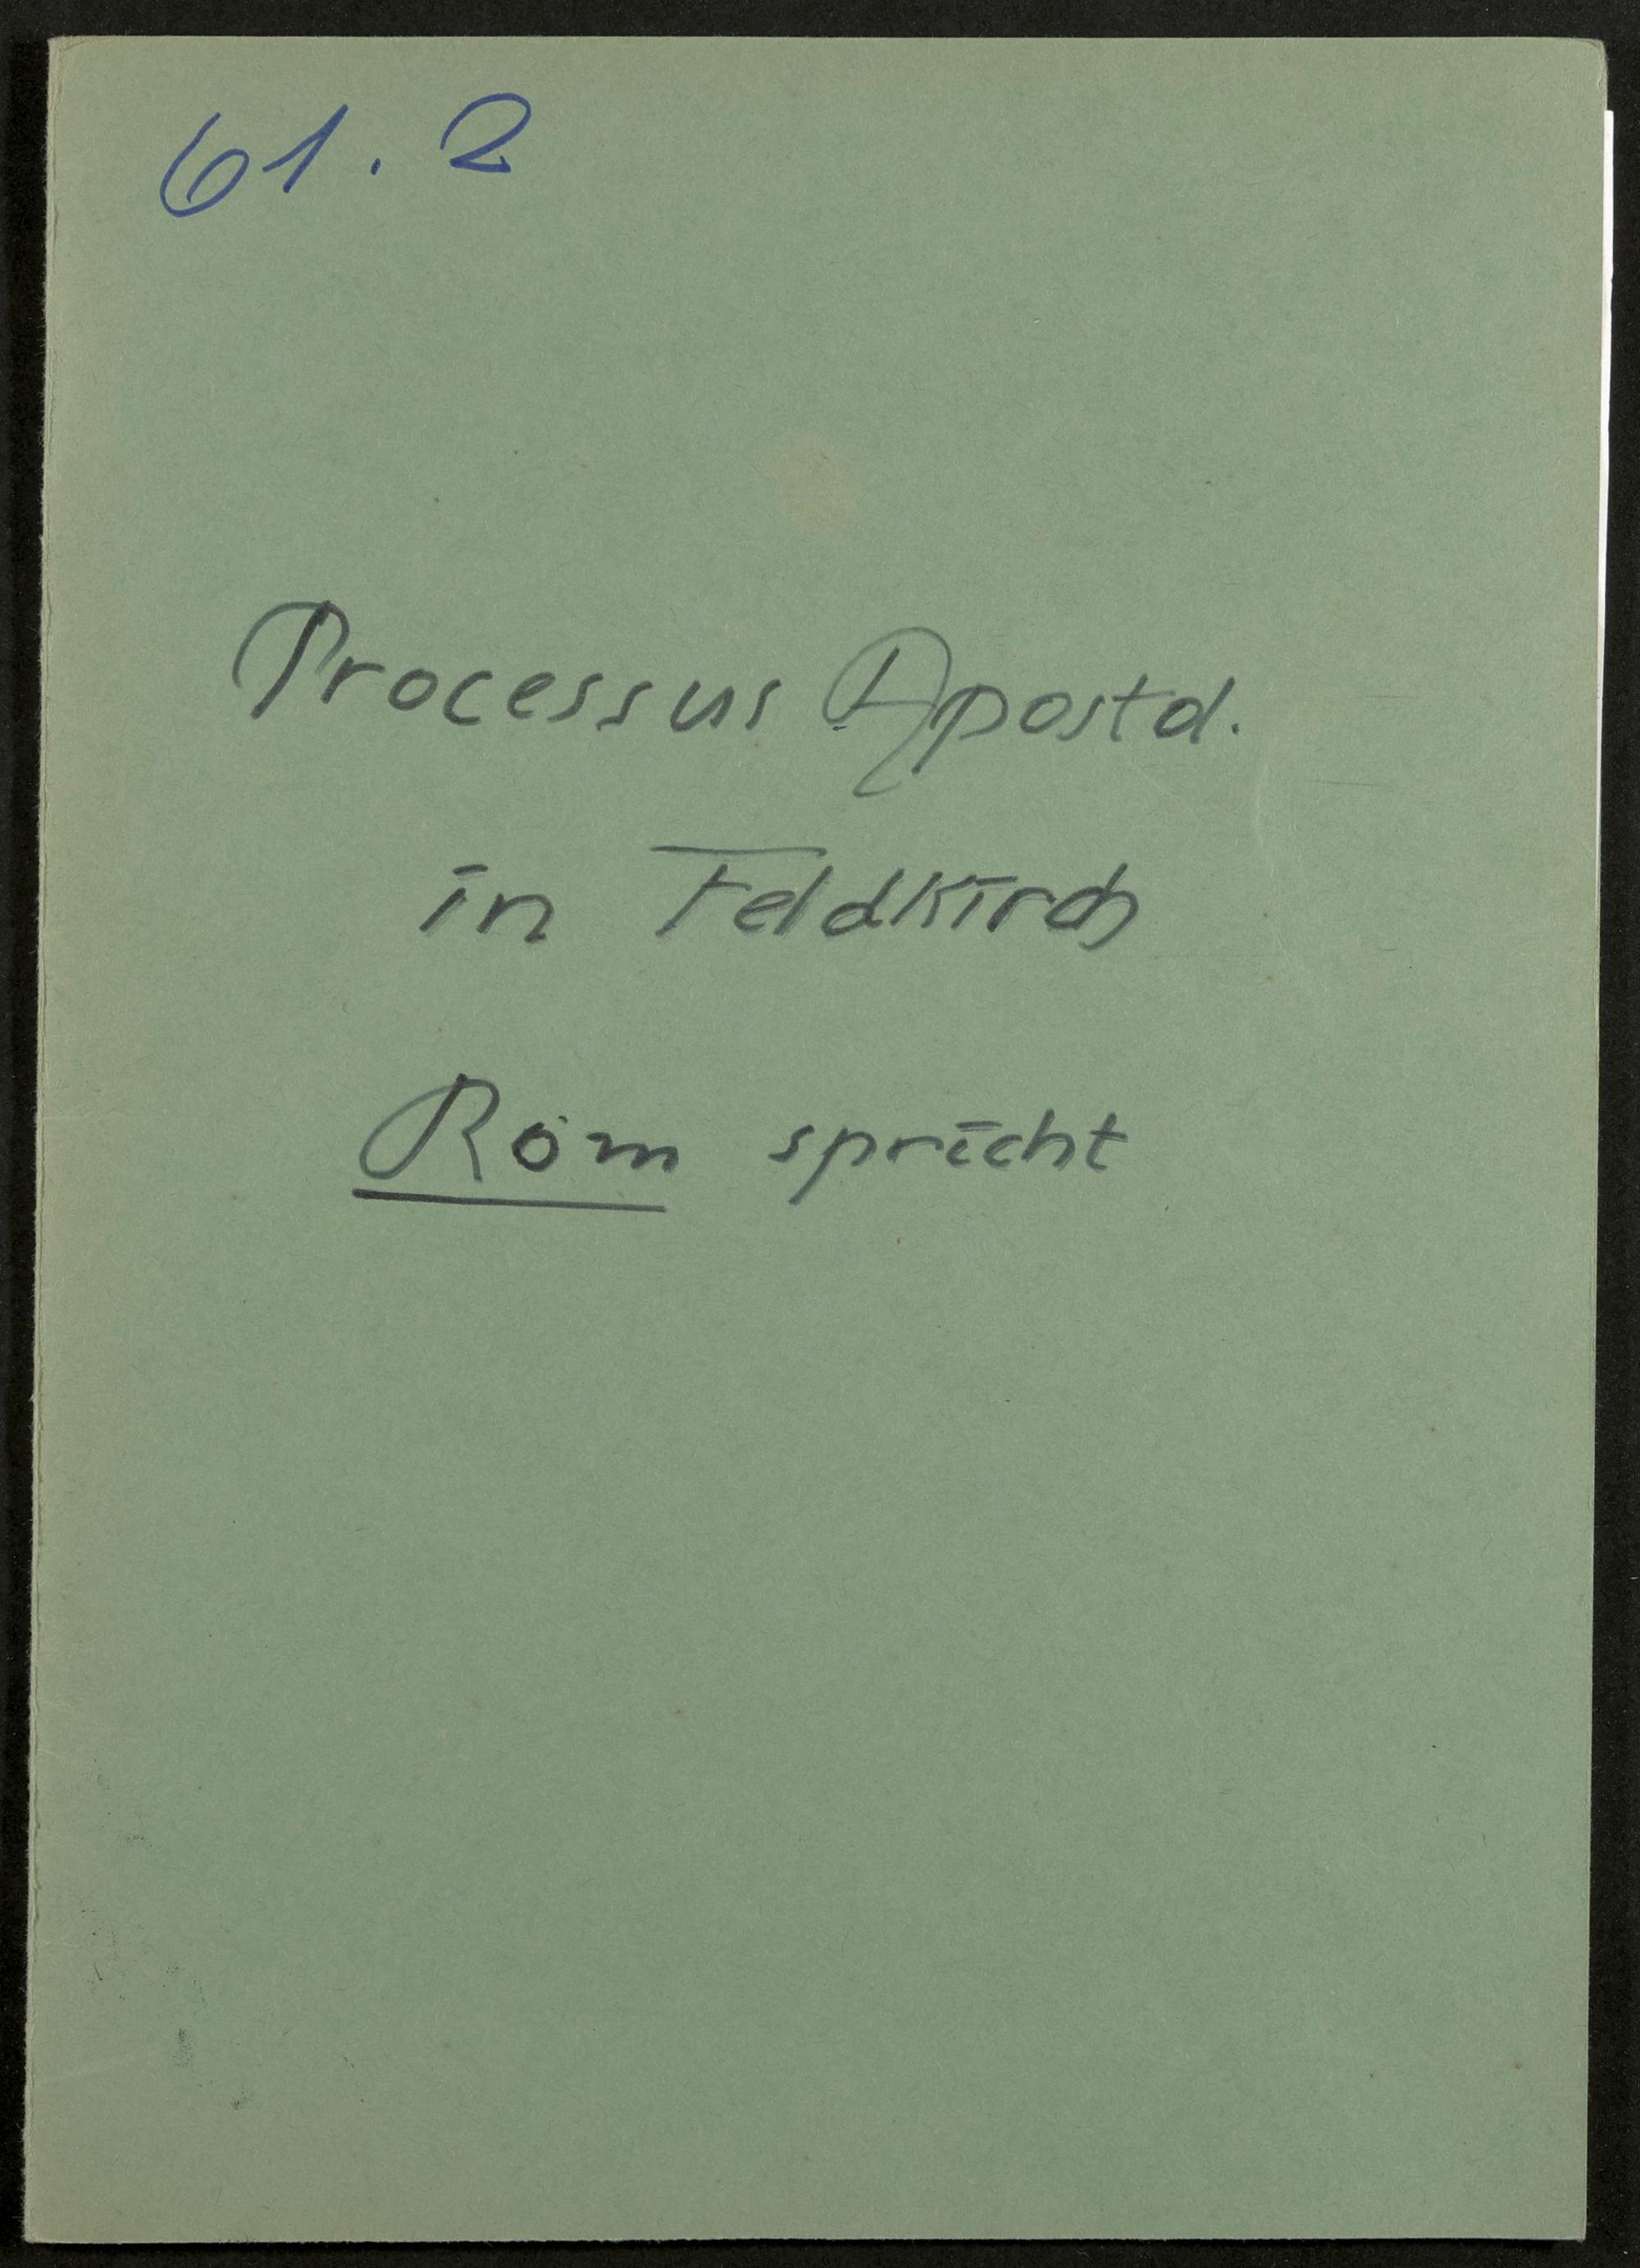 61.2
Processus Apostol.
in Feldkirch
Rom spricht